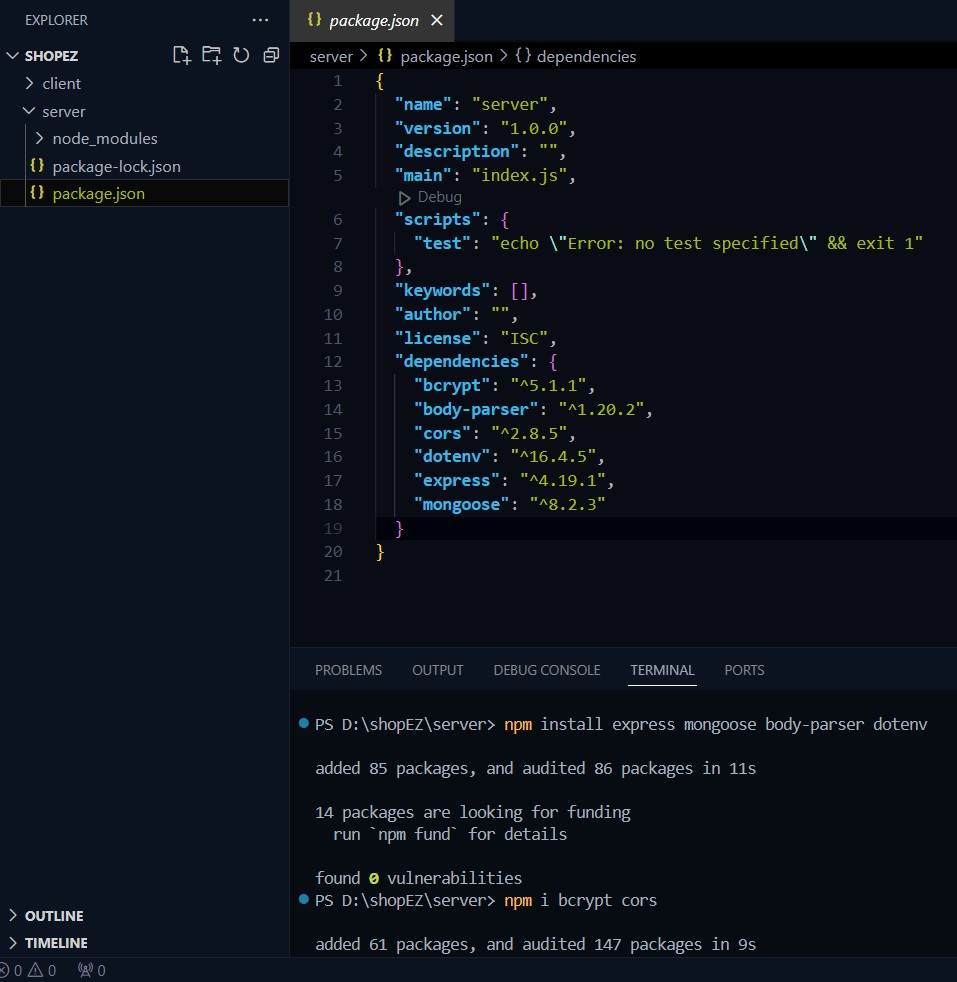 EXPLORER
SHOPEZ
client
server
node_modules
{} package-lock.json
{} package.json
{} package.json
server > {} package.json > {} dependencies
1 {
2 "name": "server",
3 "version": "1.0.0",
4 "description": "",
5 "main": "index.js",
Debug
6 "scripts": {
7 "test": "echo \"Error: no test specified\" && exit 1"
8 },
9 "keywords": [],
10 "author": "",
11 "license": "ISC",
12 "dependencies": {
13 "bcrypt": "^5.1.1",
14 "body-parser": "^1.20.2",
15 "cors": "^2.8.5",
16 "dotenv": "^16.4.5",
17 "express": "^4.19.1",
18 "mongoose": "^8.2.3"
19 }
20 }
21
PROBLEMS OUTPUT DEBUG CONSOLE TERMINAL PORTS
PS D:\shopEZ\server> npm install express mongoose body-parser dotenv
added 85 packages, and audited 86 packages in 11s
14 packages are looking for funding
run `npm fund` for details
found 0 vulnerabilities
PS D:\shopEZ\server> npm i bcrypt cors
added 61 packages, and audited 147 packages in 9s
OUTLINE
TIMELINE
0 0 0